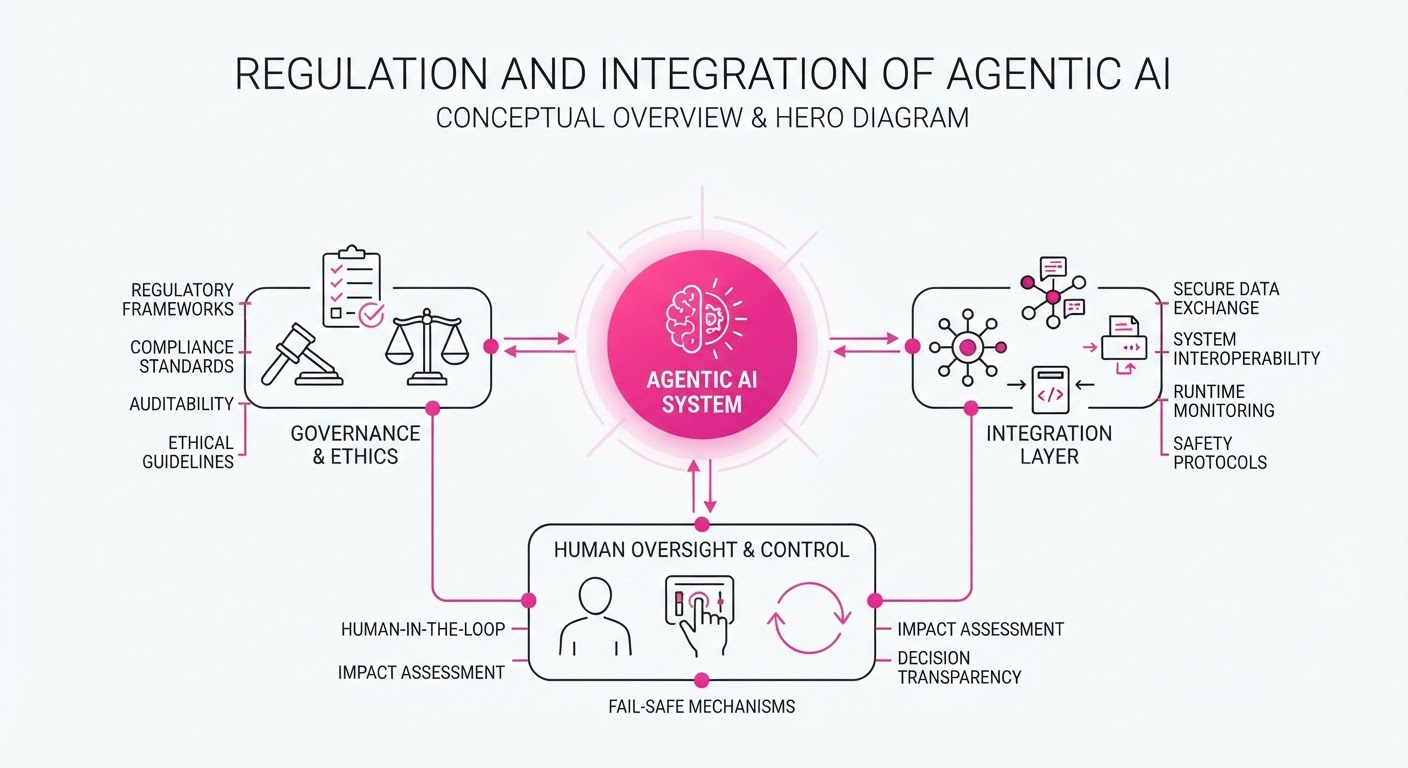 REGULATION AND INTEGRATION OF AGENTIC AI
CONCEPTUAL OVERVIEW & HERO DIAGRAM
REGULATORY
FRAMEWORKS
COMPLIANCE
STANDARDS
AUDITABILITY
ETHICAL
GUIDELINES
GOVERNANCE
& ETHICS
AGENTIC AI
SYSTEM
</>
INTEGRATION
LAYER
SECURE DATA
EXCHANGE
SYSTEM
INTEROPERABILITY
RUNTIME
MONITORING
SAFETY
PROTOCOLS
HUMAN OVERSIGHT & CONTROL
HUMAN-IN-THE-LOOP
IMPACT ASSESSMENT
IMPACT ASSESSMENT
DECISION
TRANSPARENCY
FAIL-SAFE MECHANISMS